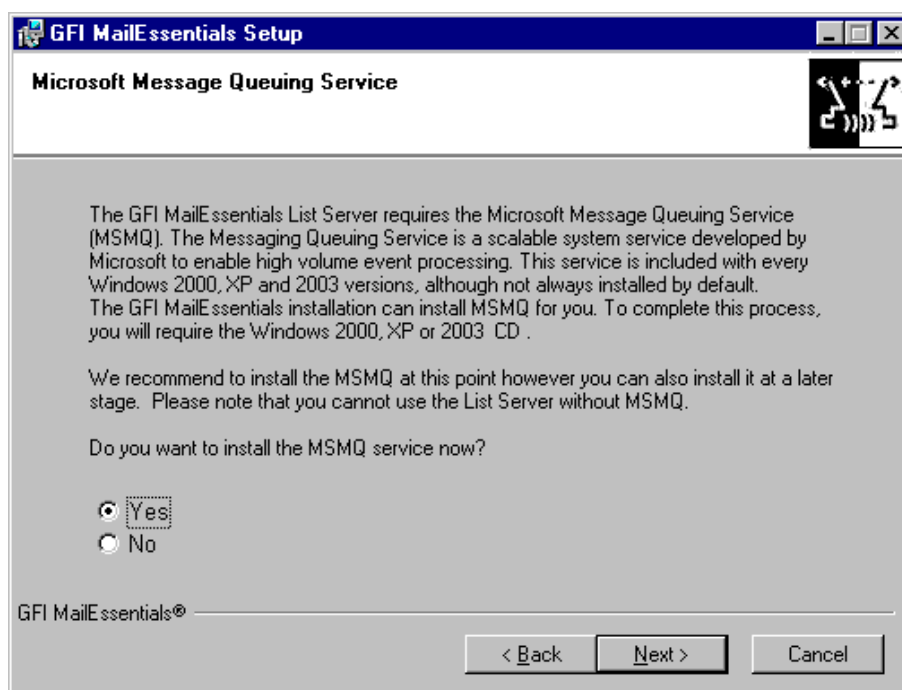 GFI MailEssentials Setup
Microsoft Message Queuing Service
The GFI MailEssentials List Server requires the Microsoft Message Queuing Service
(MSMQ). The Messaging Queuing Service is a scalable system service developed by
Microsoft to enable high volume event processing. This service is included with every
Windows 2000, XP and 2003 versions, although not always installed by default.
The GFI MailEssentials installation can install MSMQ for you. To complete this process,
you will require the Windows 2000, XP or 2003  CD .
We recommend to install the MSMQ at this point however you can also install it at a later
stage.  Please note that you cannot use the List Server without MSMQ.
Do you want to install the MSMQ service now?
Yes
No
GFI MailEssentials®
< Back
Next >
Cancel